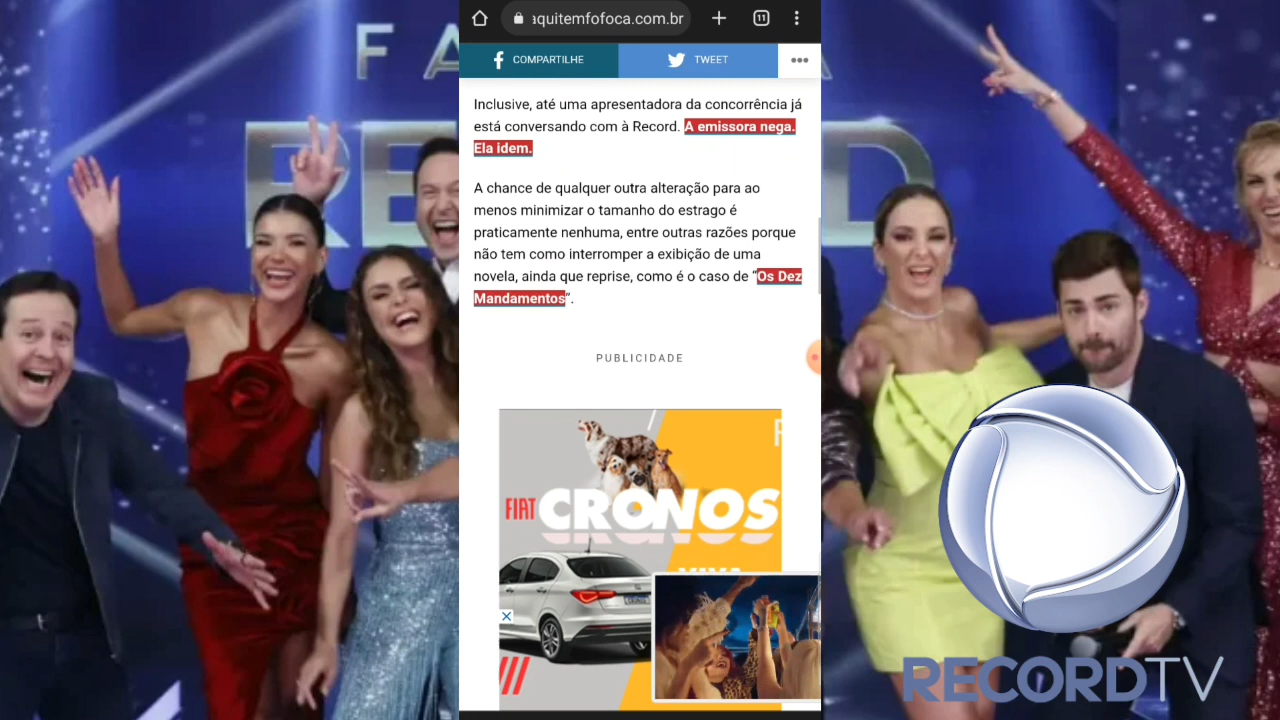 aquitemfofoca.com.br
11
COMPARTILHE
TWEET
Inclusive, até uma apresentadora da concorrência já
está conversando com à Record. A emissora nega.
Ela idem.
A chance de qualquer outra alteração para ao
menos minimizar o tamanho do estrago é
praticamente nenhuma, entre outras razões porque
não tem como interromper a exibição de uma
novela, ainda que reprise, como é o caso de “Os Dez
Mandamentos”.
PUBLICIDADE
FIAT CRONOS
RECORDTV